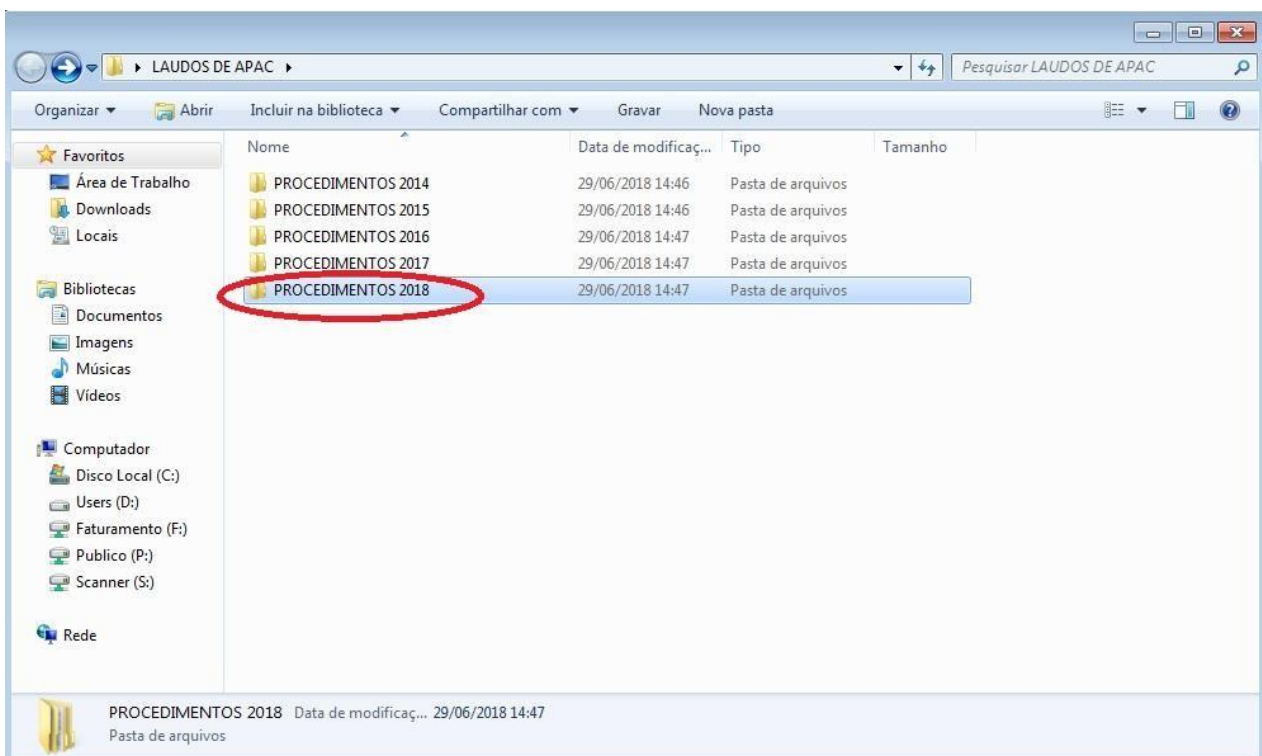 LAUDOS DE APAC
Pesquisar LAUDOS DE APAC
Organizar Abrir Incluir na biblioteca Compartilhar com Gravar Nova pasta
Nome Data de modificaç... Tipo Tamanho
Favoritos
Área de Trabalho
Downloads
Locais
Bibliotecas
Documentos
Imagens
Músicas
Vídeos
Computador
Disco Local (C:)
Users (D:)
Faturamento (F:)
Publico (P:)
Scanner (S:)
Rede
PROCEDIMENTOS 2014 29/06/2018 14:46 Pasta de arquivos
PROCEDIMENTOS 2015 29/06/2018 14:46 Pasta de arquivos
PROCEDIMENTOS 2016 29/06/2018 14:47 Pasta de arquivos
PROCEDIMENTOS 2017 29/06/2018 14:47 Pasta de arquivos
PROCEDIMENTOS 2018 29/06/2018 14:47 Pasta de arquivos
PROCEDIMENTOS 2018 Data de modificaç... 29/06/2018 14:47
Pasta de arquivos